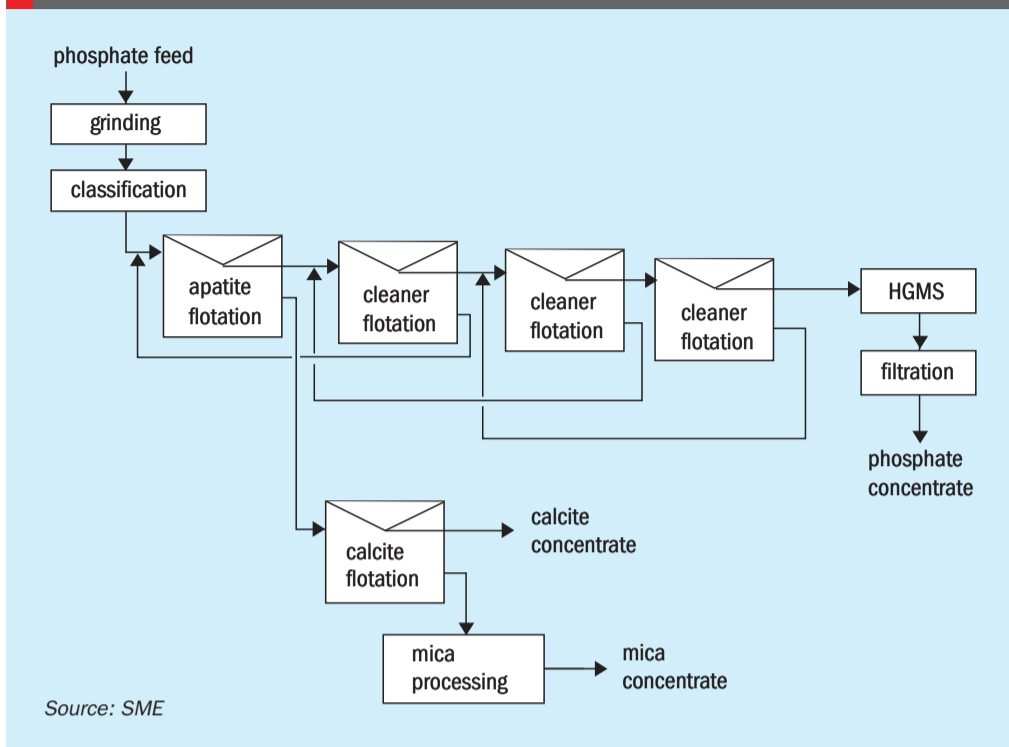 phosphate feed
grinding
classification
apatite
flotation
cleaner
flotation
cleaner
flotation
cleaner
flotation
HGMS
filtration
phosphate
concentrate
calcite
flotation
calcite
concentrate
mica
processing
mica
concentrate
Source: SME